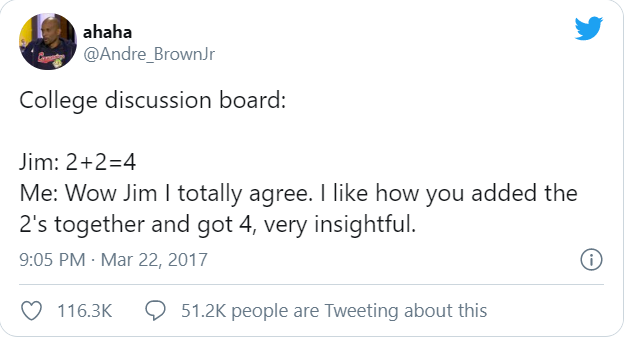 ahaha
@Andre_BrownJr
College discussion board:
Jim: 2+2=4
Me: Wow Jim I totally agree. I like how you added the
2's together and got 4, very insightful.
9:05 PM · Mar 22, 2017
116.3K 51.2K people are Tweeting about this